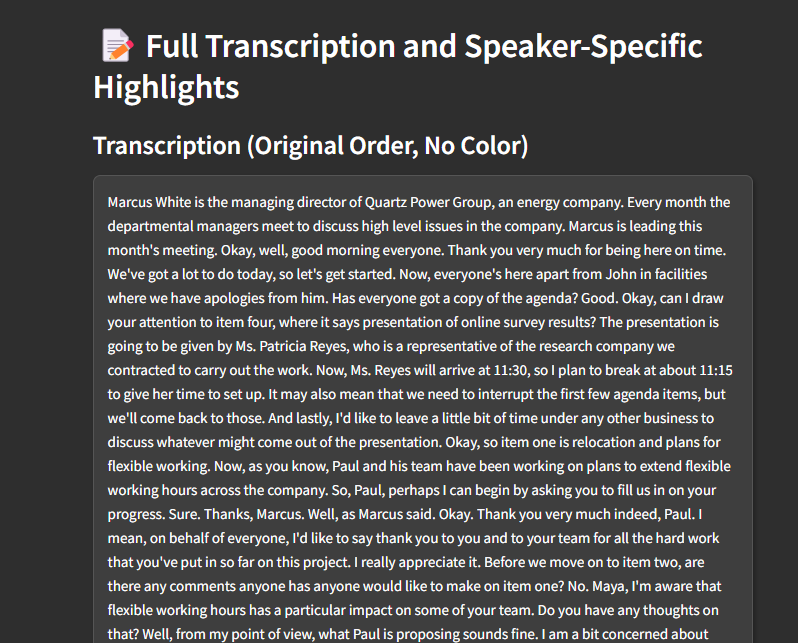 📝 Full Transcription and Speaker-Specific
Highlights
Transcription (Original Order, No Color)
Marcus White is the managing director of Quartz Power Group, an energy company. Every month the
departmental managers meet to discuss high level issues in the company. Marcus is leading this
month's meeting. Okay, well, good morning everyone. Thank you very much for being here on time.
We've got a lot to do today, so let's get started. Now, everyone's here apart from John in facilities
where we have apologies from him. Has everyone got a copy of the agenda? Good. Okay, can I draw
your attention to item four, where it says presentation of online survey results? The presentation is
going to be given by Ms. Patricia Reyes, who is a representative of the research company we
contracted to carry out the work. Now, Ms. Reyes will arrive at 11:30, so I plan to break at about 11:15
to give her time to set up. It may also mean that we need to interrupt the first few agenda items, but
we'll come back to those. And lastly, I'd like to leave a little bit of time under any other business to
discuss whatever might come out of the presentation. Okay, so item one is relocation and plans for
flexible working. Now, as you know, Paul and his team have been working on plans to extend flexible
working hours across the company. So, Paul, perhaps I can begin by asking you to fill us in on your
progress. Sure. Thanks, Marcus. Well, as Marcus said. Okay. Thank you very much indeed, Paul. I
mean, on behalf of everyone, I'd like to say thank you to you and to your team for all the hard work
that you've put in so far on this project. I really appreciate it. Before we move on to item two, are
there any comments anyone has anyone would like to make on item one? No. Maya, I'm aware that
flexible working hours has a particular impact on some of your team. Do you have any thoughts on
that? Well, from my point of view, what Paul is proposing sounds fine. I am a bit concerned about